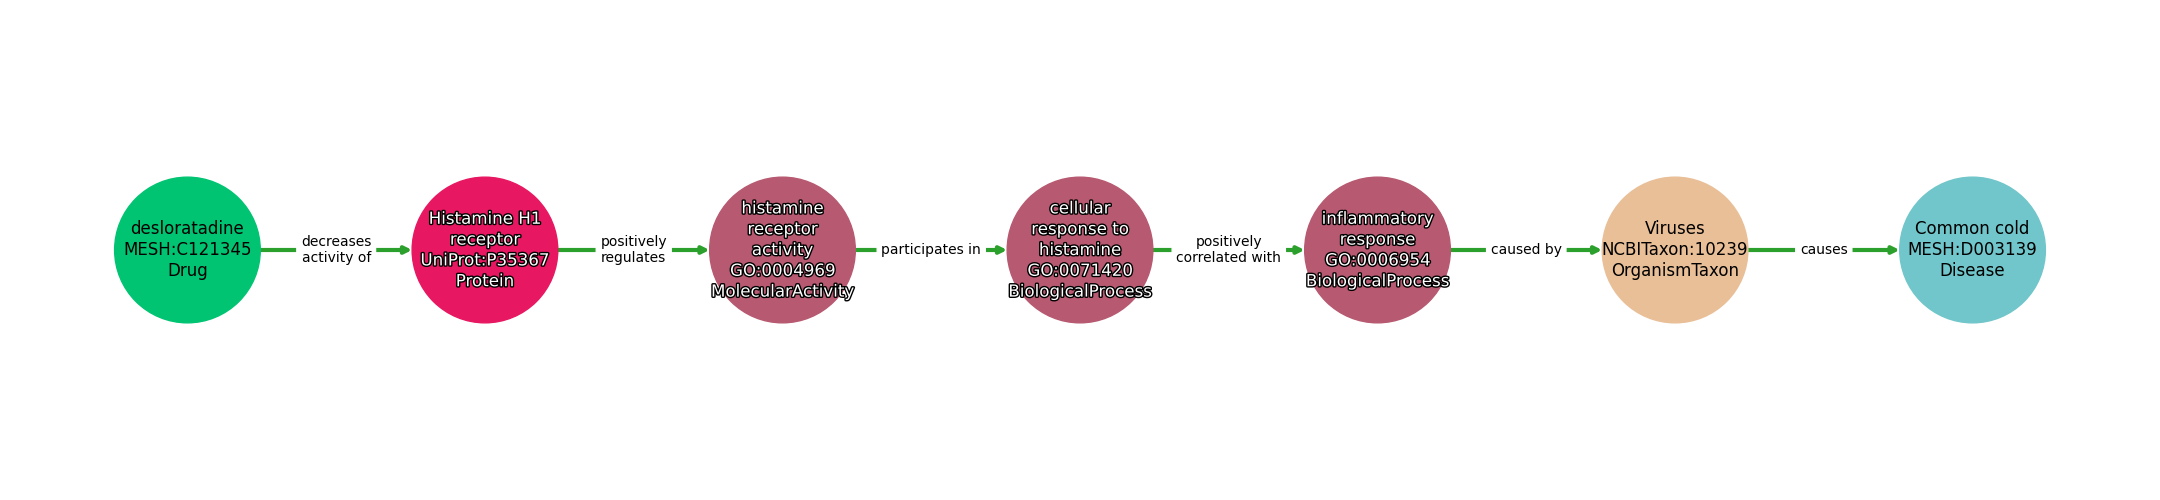 desloratadine
MESH:C121345
Drug
decreases
activity of
Histamine H1
receptor
UniProt:P35367
Protein
positively
regulates
histamine
receptor
activity
GO:0004969
MolecularActivity
participates in
cellular
response to
histamine
GO:0071420
BiologicalProcess
positively
correlated with
inflammatory
response
GO:0006954
BiologicalProcess
caused by
Viruses
NCBITaxon:10239
OrganismTaxon
causes
Common cold
MESH:D003139
Disease